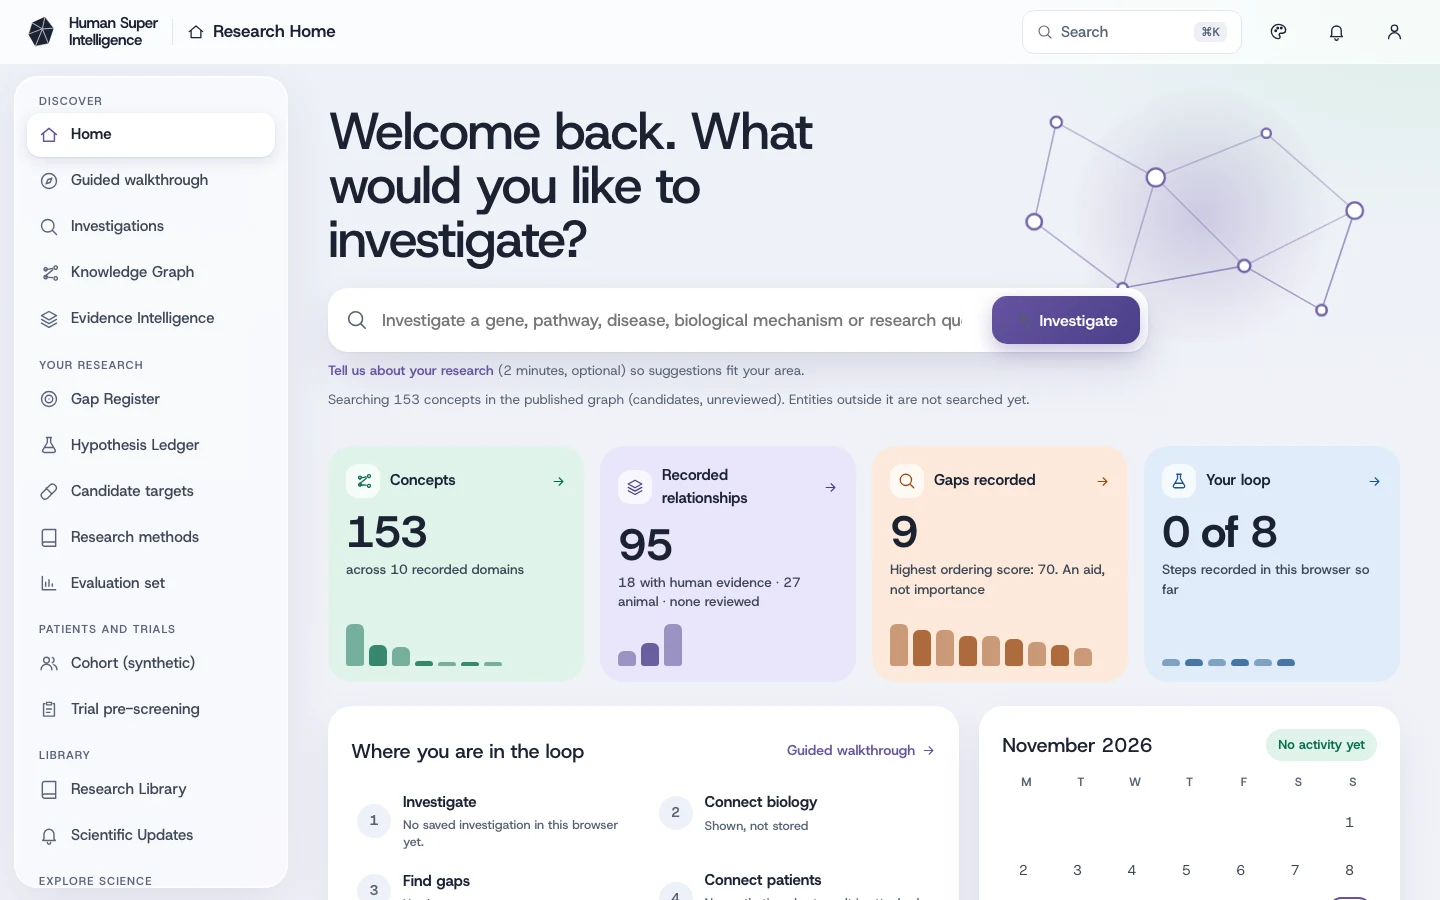 Human Super
Intelligence
Research Home
Search
⌘K
DISCOVER
Home
Guided walkthrough
Investigations
Knowledge Graph
Evidence Intelligence
YOUR RESEARCH
Gap Register
Hypothesis Ledger
Candidate targets
Research methods
Evaluation set
PATIENTS AND TRIALS
Cohort (synthetic)
Trial pre-screening
LIBRARY
Research Library
Scientific Updates
EXPLORE SCIENCE
Welcome back. What
would you like to
investigate?
Investigate a gene, pathway, disease, biological mechanism or research qu
Investigate
Tell us about your research (2 minutes, optional) so suggestions fit your area.
Searching 153 concepts in the published graph (candidates, unreviewed). Entities outside it are not searched yet.
Concepts →
153
across 10 recorded domains
Recorded
relationships →
95
18 with human evidence · 27
animal · none reviewed
Gaps recorded →
9
Highest ordering score: 70. An aid,
not importance
Your loop →
0 of 8
Steps recorded in this browser so
far
Where you are in the loop
Guided walkthrough →
1
Investigate
No saved investigation in this browser
yet.
2
Connect biology
Shown, not stored
3
Find gaps
4
Connect patients
November 2026
No activity yet
M T W T F S S
1
2 3 4 5 6 7 8